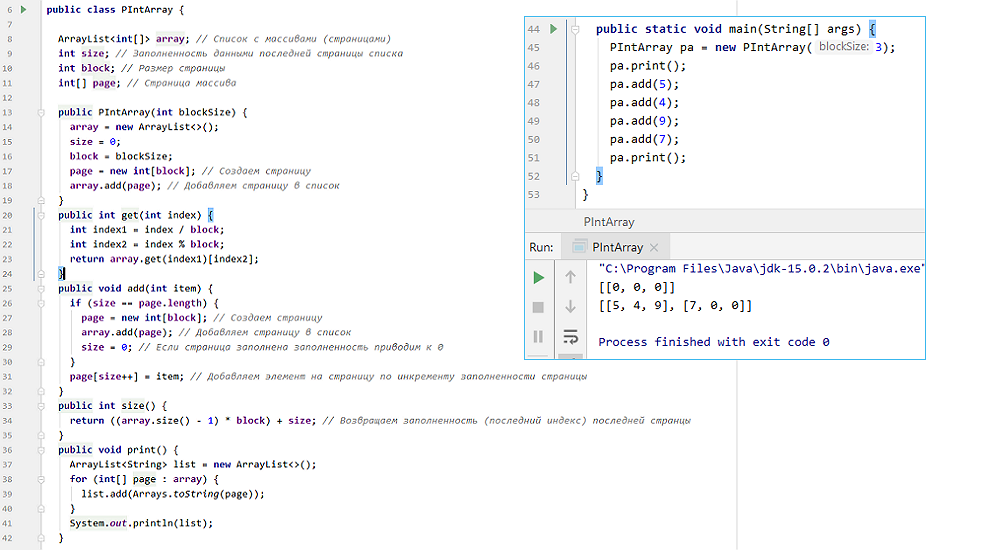 6 public class PIntArray {
7
8 ArrayList<int[]> array; // Список с массивами (страницами)
9 int size; // Заполненность данными последней страницы списка
10 int block; // Размер страницы
11 int[] page; // Страница массива
12
13 public PIntArray(int blockSize) {
14 array = new ArrayList<>();
15 size = 0;
16 block = blockSize;
17 page = new int[block]; // Создаем страницу
18 array.add(page); // Добавляем страницу в список
19 }
20 public int get(int index) {
21 int index1 = index / block;
22 int index2 = index % block;
23 return array.get(index1)[index2];
24 }
25 public void add(int item) {
26 if (size == page.length) {
27 page = new int[block]; // Создаем страницу
28 array.add(page); // Добавляем страницу в список
29 size = 0; // Если страница заполнена заполненность приводим к 0
30 }
31 page[size++] = item; // Добавляем элемент на страницу по инкременту заполненности страницы
32 }
33 public int size() {
34 return ((array.size() - 1) * block) + size; // Возвращаем заполненность (последний индекс) последней странцы
35 }
36 public void print() {
37 ArrayList<String> list = new ArrayList<>();
38 for (int[] page : array) {
39 list.add(Arrays.toString(page));
40 }
41 System.out.println(list);
42 }
44 public static void main(String[] args) {
45 PIntArray pa = new PIntArray( blockSize: 3);
46 pa.print();
47 pa.add(5);
48 pa.add(4);
49 pa.add(9);
50 pa.add(7);
51 pa.print();
52 }
53 }
PIntArray
Run: PIntArray
"C:\Program Files\Java\jdk-15.0.2\bin\java.exe"
[[0, 0, 0]]
[[5, 4, 9], [7, 0, 0]]
Process finished with exit code 0